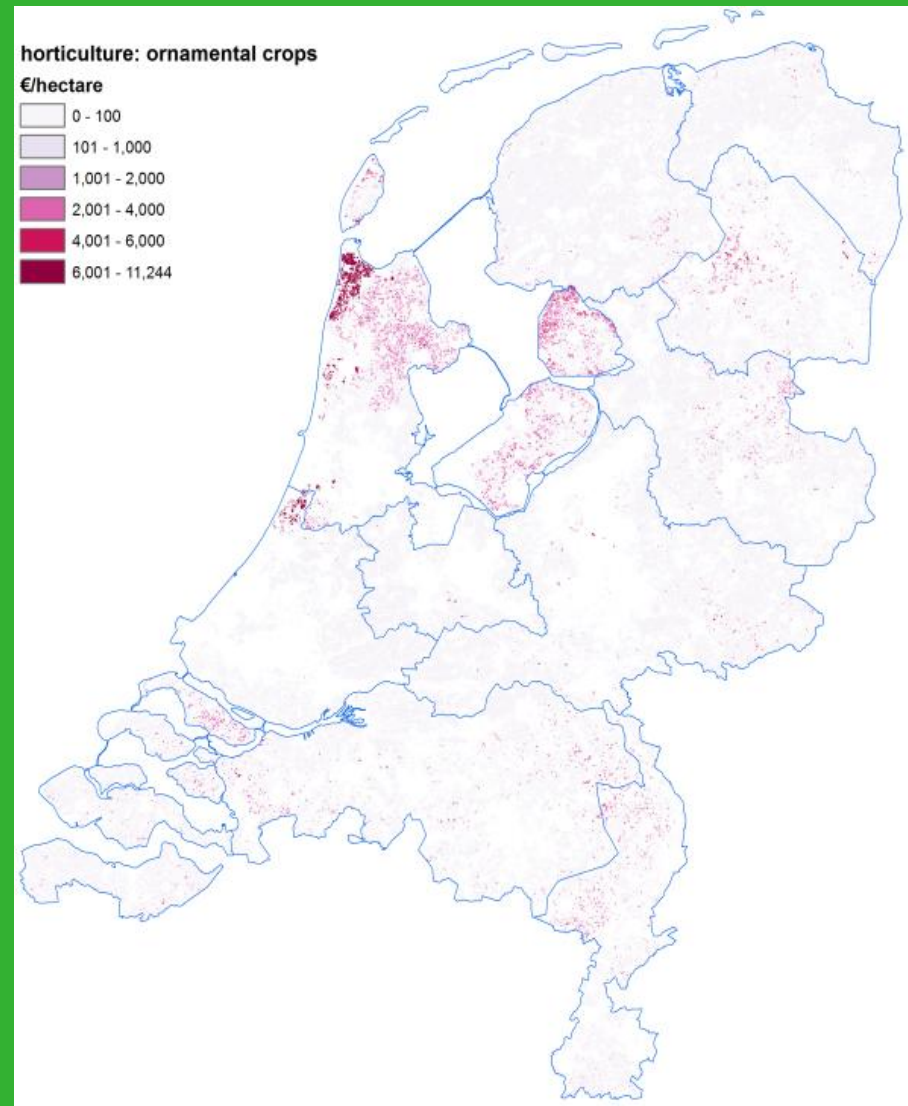 horticulture: ornamental crops
€/hectare
0 - 100
101 - 1,000
1,001 - 2,000
2,001 - 4,000
4,001 - 6,000
6,001 - 11,244